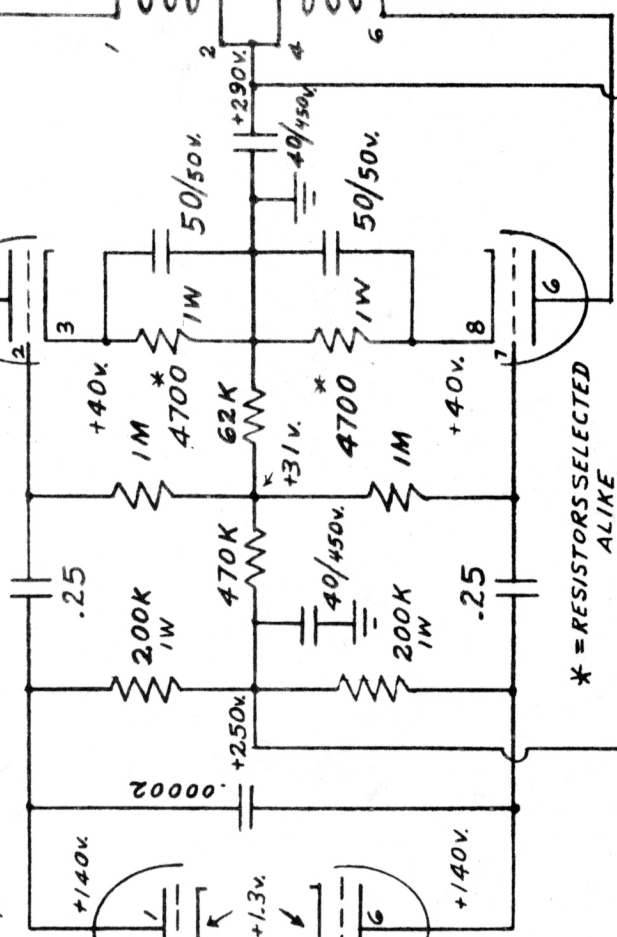 1
2
4
6
+290v.
40/450v.
50/50v.
50/50v.
1W
1W
3
8
2
7
6
+40v.
4700
*
62K
*
4700
+40v.
1M
+31v.
1M
* = RESISTORS SELECTED
ALIKE
.25
470K
40/450v.
.25
200K
1W
200K
1W
+250v.
.00002
+140v.
1
+1.3v.
6
+140v.